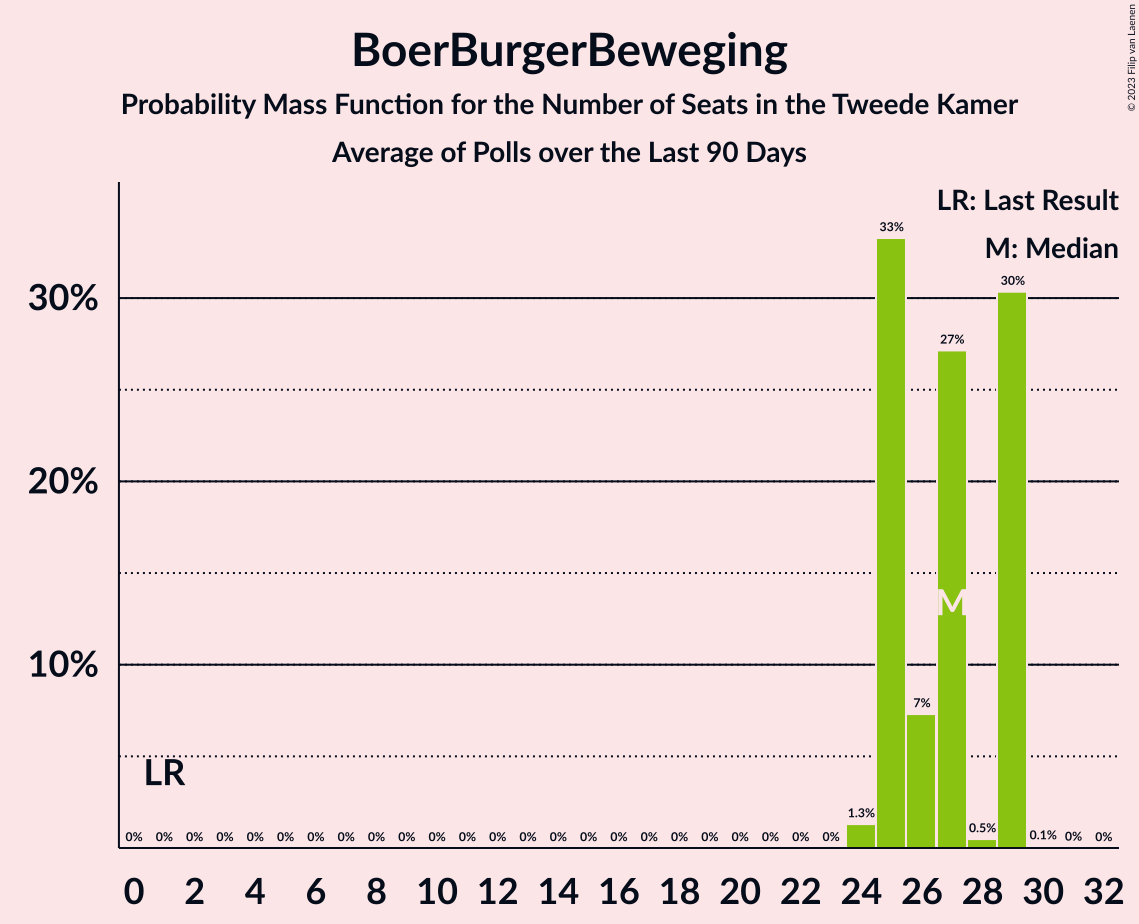 BoerBurgerBeweging
Probability Mass Function for the Number of Seats in the Tweede Kamer
Average of Polls over the Last 90 Days
© 2023 Filip van Laenen
LR: Last Result
M: Median
30%
20%
10%
33%
30%
27%
7%
1.3%
0.5%
0.1%
M
LR
0% 0% 0% 0% 0% 0% 0% 0% 0% 0% 0% 0% 0% 0% 0% 0% 0% 0% 0% 0% 0% 0% 0% 0% 0% 0%
0 2 4 6 8 10 12 14 16 18 20 22 24 26 28 30 32